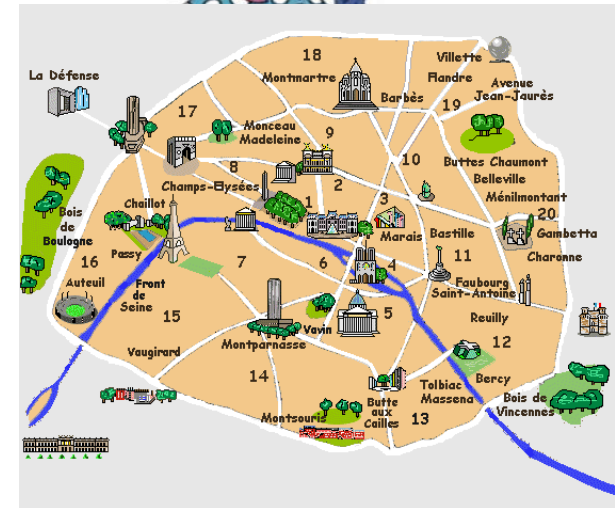 18
Villette
Montmartre
Flandre
La Défense
Avenue
Jean-Jaurès
Barbès
19
17
Monceau
Madeleine
9
10
8
Buttes Chaumont
Belleville
Champs-Elysées
1
2
3
Ménilmontant
Chaillot
20
Bois
de
Boulogne
Marais
Bastille
Gambetta
Passy
11
Charonne
16
7
6
4
Auteuil
Front
de
Seine
Faubourg
Saint-Antoine
15
5
Reuilly
Vavin
12
Vaugirard
Montparnasse
14
Tolbiac
Massena
Bercy
Bois de
Vincennes
Butte
aux
Cailles
Montsouris
13